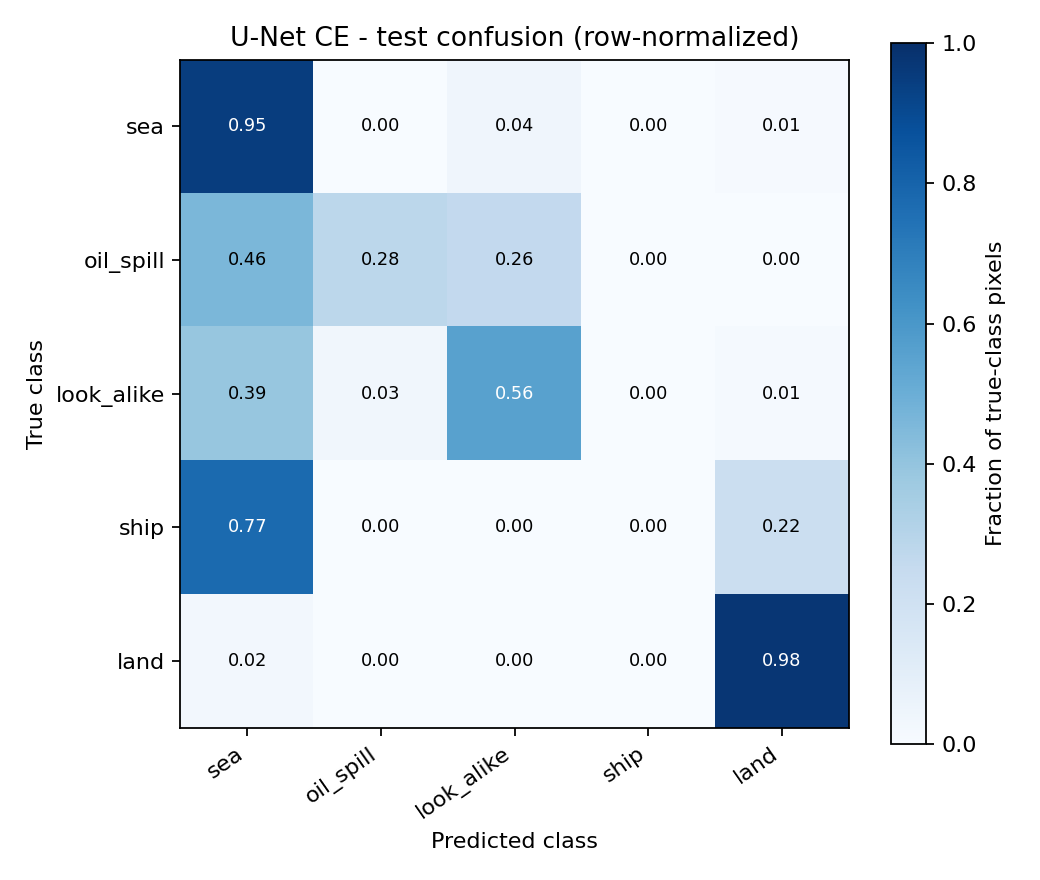 U-Net CE - test confusion (row-normalized)
True class
sea
0.95 0.00 0.04 0.00 0.01
oil_spill
0.46 0.28 0.26 0.00 0.00
look_alike
0.39 0.03 0.56 0.00 0.01
ship
0.77 0.00 0.00 0.00 0.22
land
0.02 0.00 0.00 0.00 0.98
sea oil_spill look_alike ship land
Predicted class
1.0
0.8
0.6
0.4
0.2
0.0
Fraction of true-class pixels